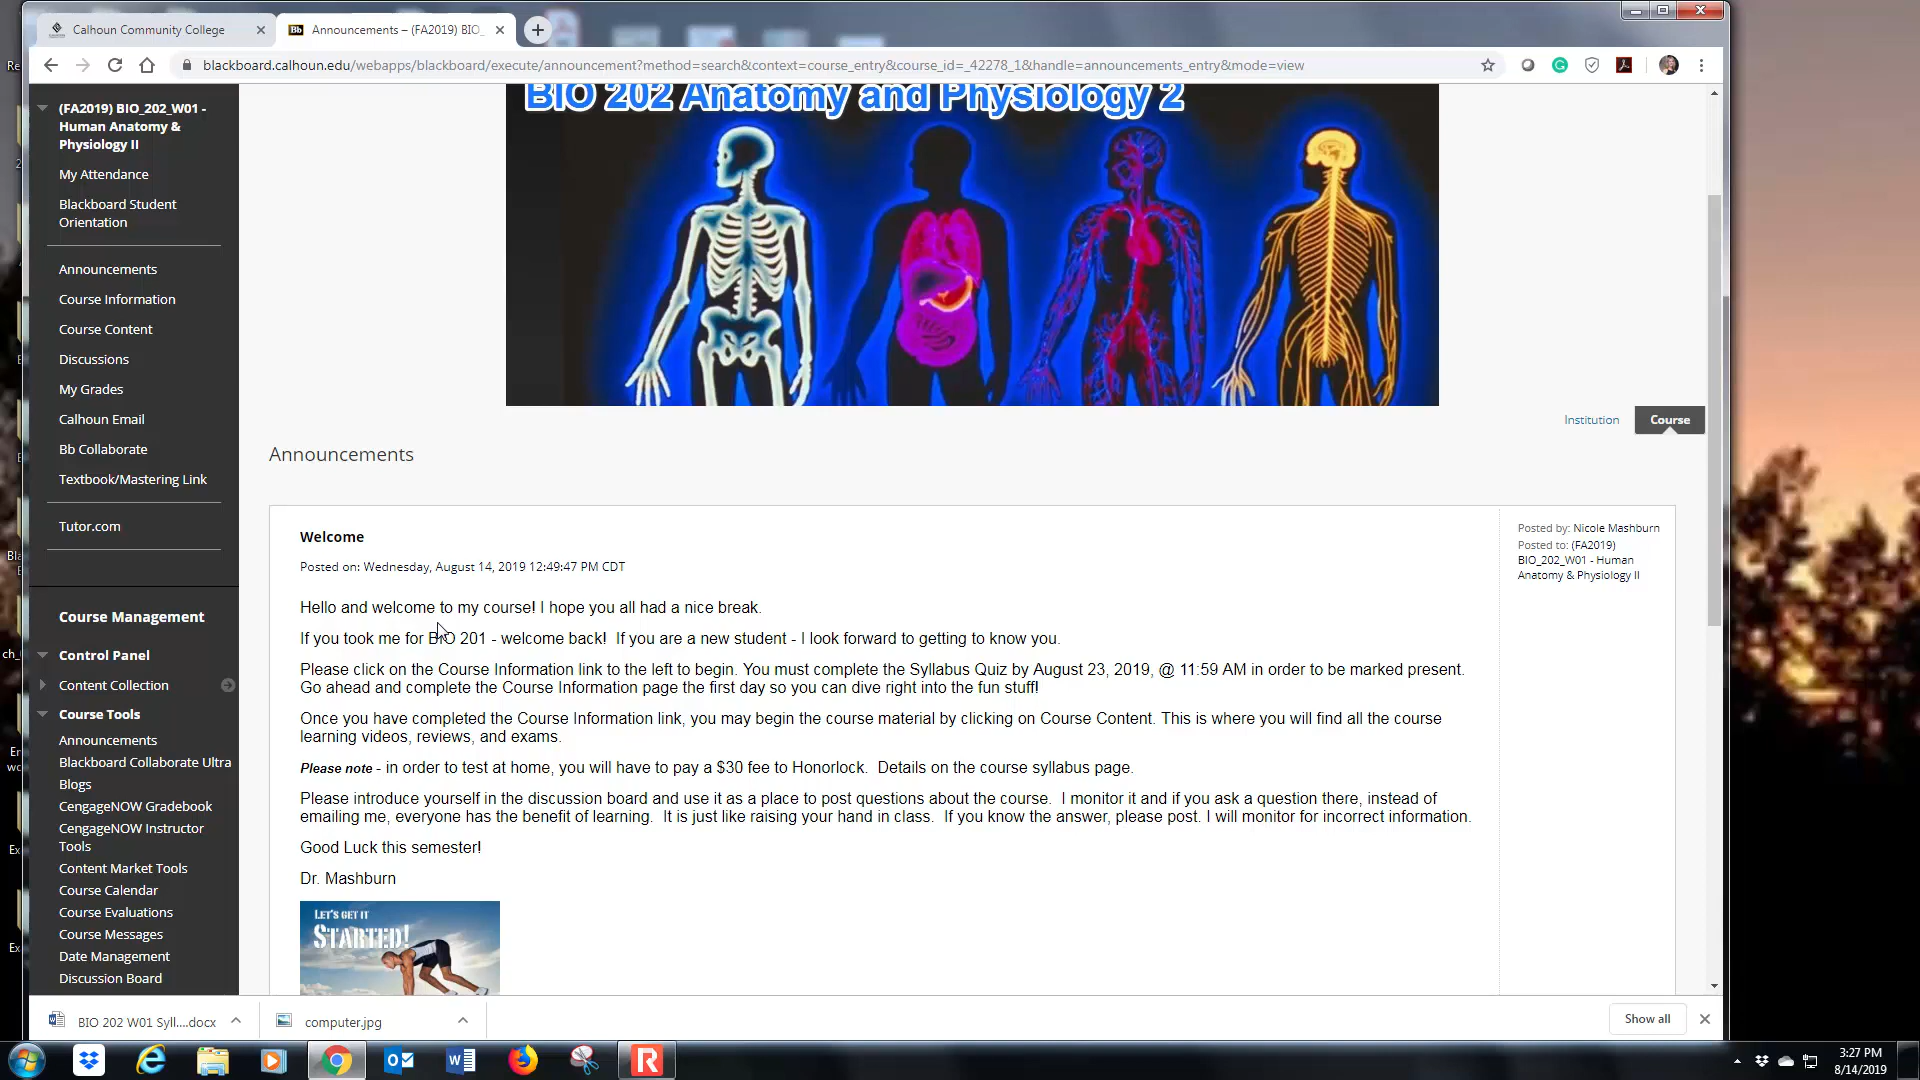 Calhoun Community College
Announcements – (FA2019) BIO_
blackboard.calhoun.edu/webapps/blackboard/execute/announcement?method=search&context=course_entry&course_id=_42278_1&handle=announcements_entry&mode=view
(FA2019) BIO_202_W01 -
Human Anatomy &
Physiology II
My Attendance
Blackboard Student
Orientation
Announcements
Course Information
Course Content
Discussions
My Grades
Calhoun Email
Bb Collaborate
Textbook/Mastering Link
Tutor.com
Course Management
Control Panel
Content Collection
Course Tools
Announcements
Blackboard Collaborate Ultra
Blogs
CengageNOW Gradebook
CengageNOW Instructor
Tools
Content Market Tools
Course Calendar
Course Evaluations
Course Messages
Date Management
Discussion Board
BIO 202 Anatomy and Physiology 2
Institution
Course
Announcements
Welcome
Posted on: Wednesday, August 14, 2019 12:49:47 PM CDT
Hello and welcome to my course! I hope you all had a nice break.
If you took me for BIO 201 - welcome back!  If you are a new student - I look forward to getting to know you.
Please click on the Course Information link to the left to begin. You must complete the Syllabus Quiz by August 23, 2019, @ 11:59 AM in order to be marked present.
Go ahead and complete the Course Information page the first day so you can dive right into the fun stuff!
Once you have completed the Course Information link, you may begin the course material by clicking on Course Content. This is where you will find all the course
learning videos, reviews, and exams.
Please note - in order to test at home, you will have to pay a $30 fee to Honorlock.  Details on the course syllabus page.
Please introduce yourself in the discussion board and use it as a place to post questions about the course.  I monitor it and if you ask a question there, instead of
emailing me, everyone has the benefit of learning.  It is just like raising your hand in class.  If you know the answer, please post. I will monitor for incorrect information.
Good Luck this semester!
Dr. Mashburn
LET'S GET IT
STARTED!
Posted by: Nicole Mashburn
Posted to: (FA2019)
BIO_202_W01 - Human
Anatomy & Physiology II
BIO 202 W01 Syll....docx
computer.jpg
Show all
3:27 PM
8/14/2019